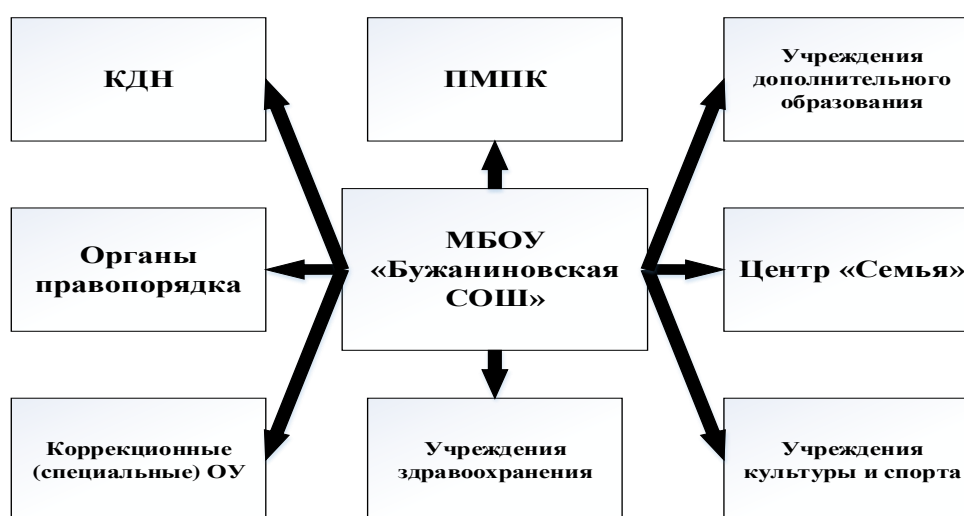 КДН
ПМПК
Учреждения
дополнительного
образования
Органы
правопорядка
МБОУ
«Бужаниновская
СОШ»
Центр «Семья»
Коррекционные
(специальные) ОУ
Учреждения
здравоохранения
Учреждения
культуры и спорта